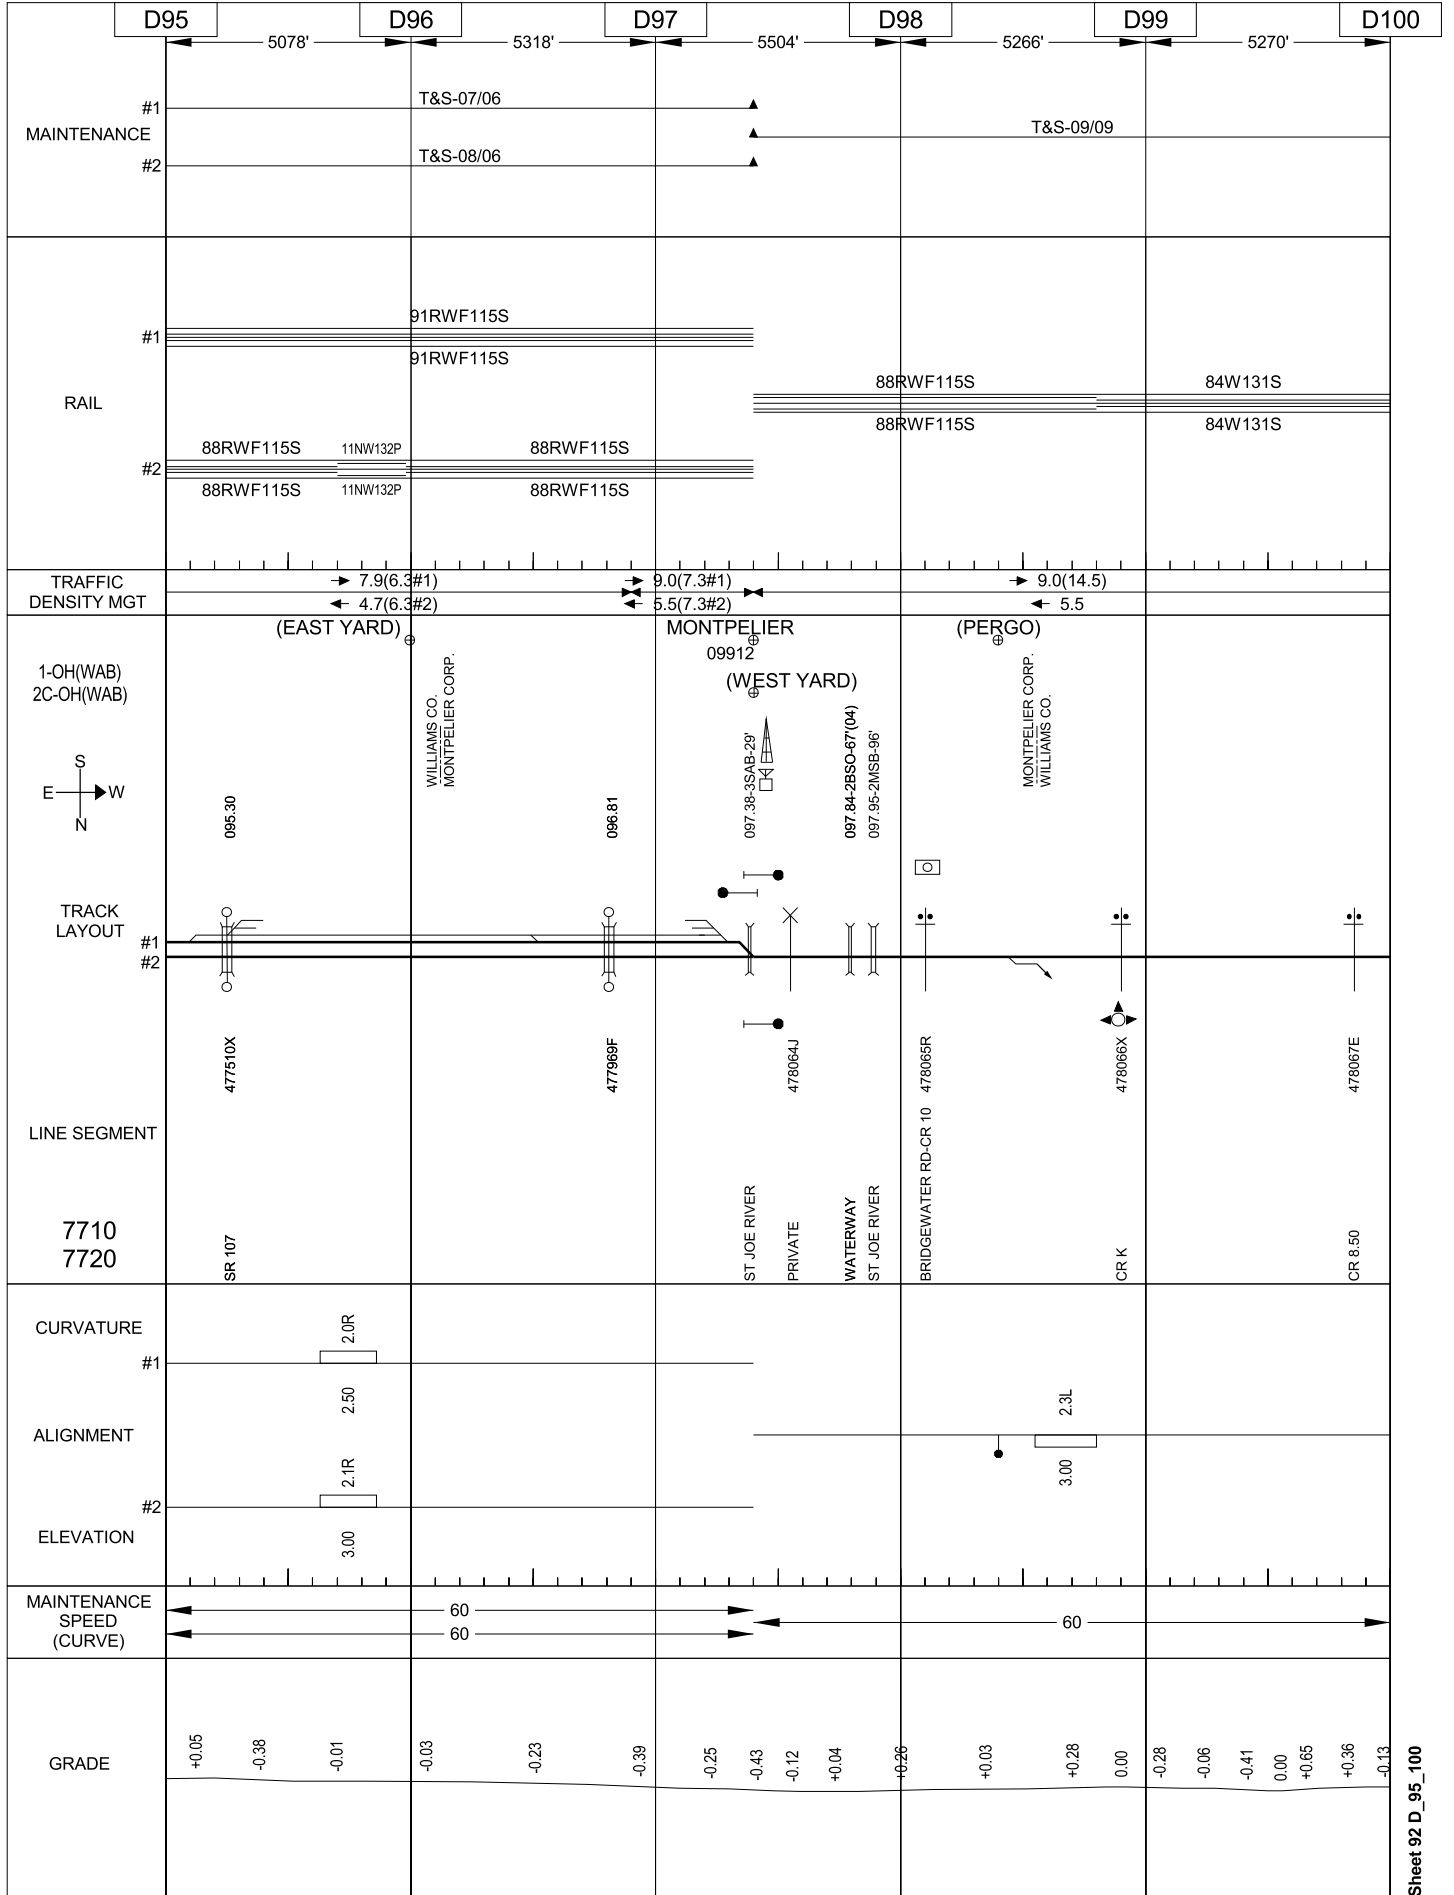 D95 D96 D97 D98 D99 D100
5078' 5318' 5504' 5266' 5270'
MAINTENANCE
#1
T&S-07/06
T&S-09/09
#2
T&S-08/06
RAIL
#1
91RWF115S
91RWF115S
88RWF115S 84W131S
88RWF115S 84W131S
#2
88RWF115S 11NW132P 88RWF115S
88RWF115S 11NW132P 88RWF115S
TRAFFIC
DENSITY MGT
7.9(6.3#1) 9.0(7.3#1) 9.0(14.5)
4.7(6.3#2) 5.5(7.3#2) 5.5
(EAST YARD) MONTPELIER (PERGO)
09912
(WEST YARD)
1-OH(WAB)
2C-OH(WAB)
WILLIAMS CO.
MONTPELIER CORP.
MONTPELIER CORP.
WILLIAMS CO.
S
E W
N
095.30
096.81
097.38-3SAB-29'
097.84-2BSO-67'(04)
097.95-2MSB-96'
TRACK
LAYOUT
#1
#2
477510X
477969F
478064J
478065R
478066X
478067E
LINE SEGMENT
7710
7720
SR 107
ST JOE RIVER
PRIVATE
WATERWAY
ST JOE RIVER
BRIDGEWATER RD-CR 10
CR K
CR 8.50
CURVATURE
#1
2.0R
2.50
ALIGNMENT
2.3L
3.00
#2
2.1R
3.00
ELEVATION
MAINTENANCE
SPEED
(CURVE)
60
60
60
GRADE
+0.05
-0.38
-0.01
-0.03
-0.23
-0.39
-0.25
-0.43
-0.12
+0.04
+0.26
+0.03
+0.28
0.00
-0.28
-0.06
-0.41
0.00
+0.65
+0.36
-0.13
Sheet 92 D_95_100